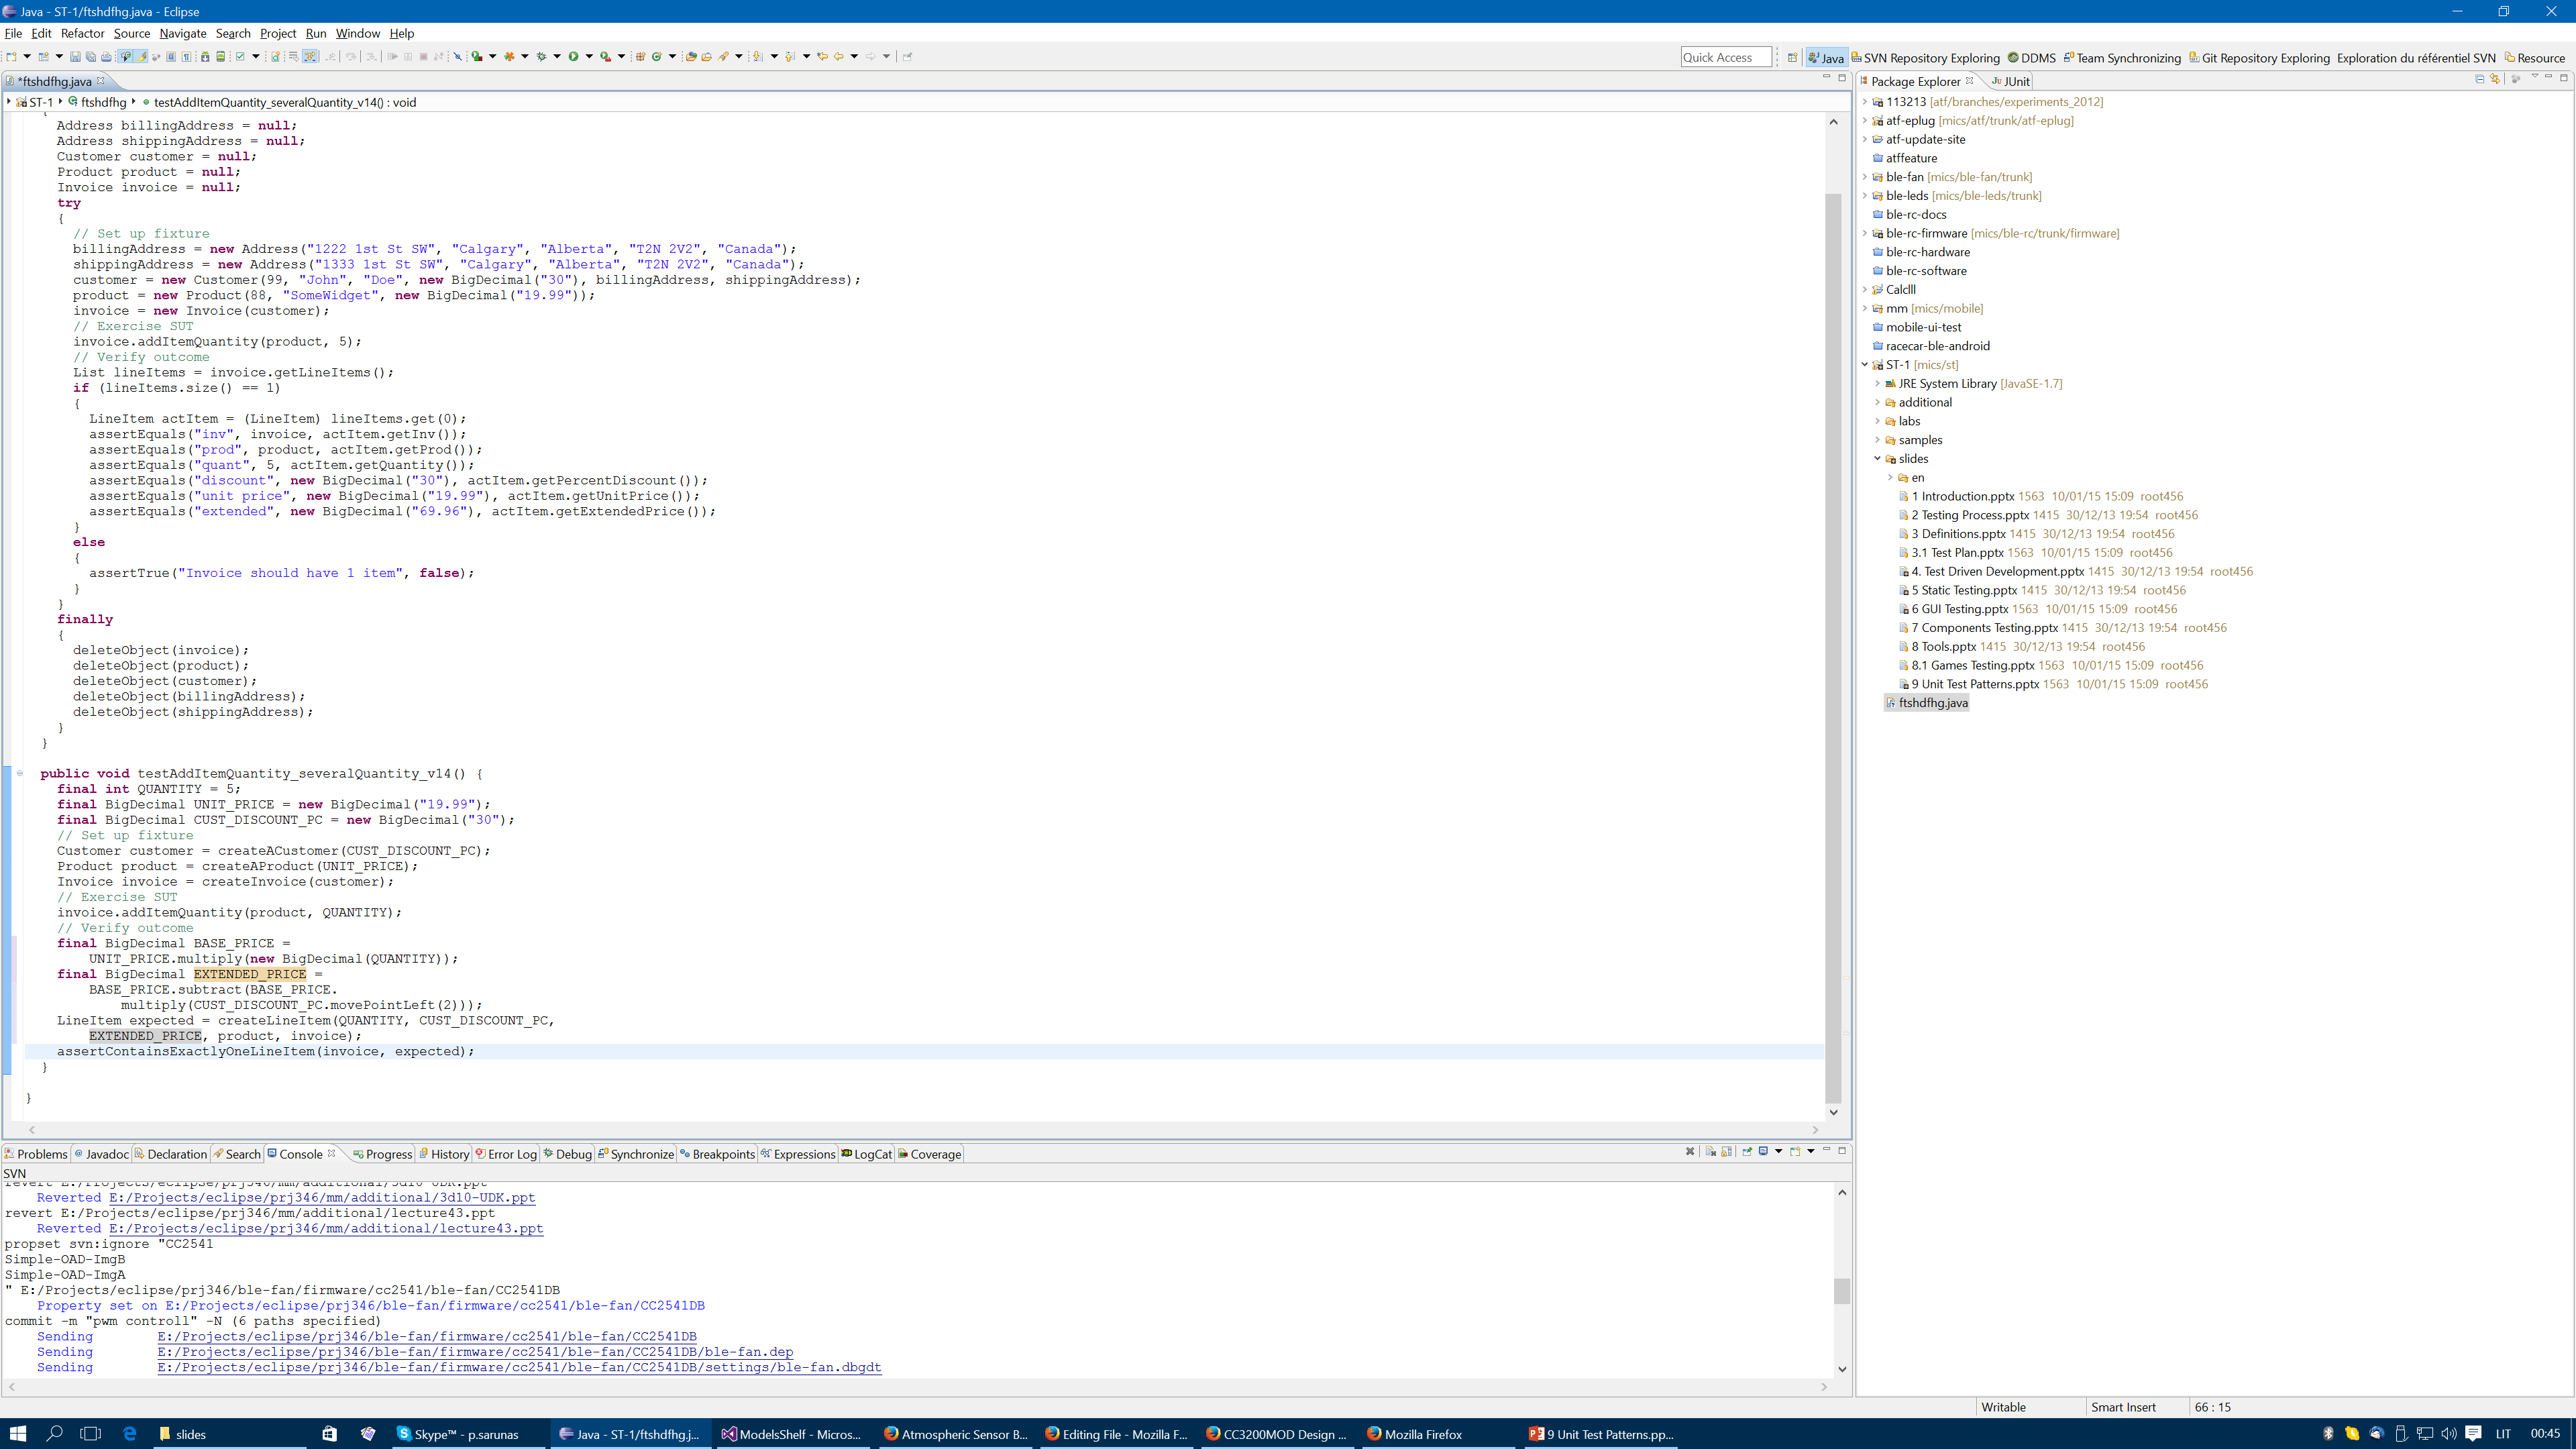 Java - ST-1/ftshdfhg.java - Eclipse
File Edit Refactor Source Navigate Search Project Run Window Help
Quick Access Java SVN Repository Exploring DDMS Team Synchronizing Git Repository Exploring Exploration du référentiel SVN Resource
*ftshdfhg.java
ST-1 ftshdfhg testAddItemQuantity_severalQuantity_v14() : void
{
Address billingAddress = null;
Address shippingAddress = null;
Customer customer = null;
Product product = null;
Invoice invoice = null;
try
{
// Set up fixture
billingAddress = new Address("1222 1st St SW", "Calgary", "Alberta", "T2N 2V2", "Canada");
shippingAddress = new Address("1333 1st St SW", "Calgary", "Alberta", "T2N 2V2", "Canada");
customer = new Customer(99, "John", "Doe", new BigDecimal("30"), billingAddress, shippingAddress);
product = new Product(88, "SomeWidget", new BigDecimal("19.99"));
invoice = new Invoice(customer);
// Exercise SUT
invoice.addItemQuantity(product, 5);
// Verify outcome
List lineItems = invoice.getLineItems();
if (lineItems.size() == 1)
{
LineItem actItem = (LineItem) lineItems.get(0);
assertEquals("inv", invoice, actItem.getInv());
assertEquals("prod", product, actItem.getProd());
assertEquals("quant", 5, actItem.getQuantity());
assertEquals("discount", new BigDecimal("30"), actItem.getPercentDiscount());
assertEquals("unit price", new BigDecimal("19.99"), actItem.getUnitPrice());
assertEquals("extended", new BigDecimal("69.96"), actItem.getExtendedPrice());
}
else
{
assertTrue("Invoice should have 1 item", false);
}
}
finally
{
deleteObject(invoice);
deleteObject(product);
deleteObject(customer);
deleteObject(billingAddress);
deleteObject(shippingAddress);
}
}
public void testAddItemQuantity_severalQuantity_v14() {
final int QUANTITY = 5;
final BigDecimal UNIT_PRICE = new BigDecimal("19.99");
final BigDecimal CUST_DISCOUNT_PC = new BigDecimal("30");
// Set up fixture
Customer customer = createACustomer(CUST_DISCOUNT_PC);
Product product = createAProduct(UNIT_PRICE);
Invoice invoice = createInvoice(customer);
// Exercise SUT
invoice.addItemQuantity(product, QUANTITY);
// Verify outcome
final BigDecimal BASE_PRICE =
UNIT_PRICE.multiply(new BigDecimal(QUANTITY));
final BigDecimal EXTENDED_PRICE =
BASE_PRICE.subtract(BASE_PRICE.
multiply(CUST_DISCOUNT_PC.movePointLeft(2)));
LineItem expected = createLineItem(QUANTITY, CUST_DISCOUNT_PC,
EXTENDED_PRICE, product, invoice);
assertContainsExactlyOneLineItem(invoice, expected);
}
}
Package Explorer JUnit
113213 [atf/branches/experiments_2012]
atf-eplug [mics/atf/trunk/atf-eplug]
atf-update-site
atffeature
ble-fan [mics/ble-fan/trunk]
ble-leds [mics/ble-leds/trunk]
ble-rc-docs
ble-rc-firmware [mics/ble-rc/trunk/firmware]
ble-rc-hardware
ble-rc-software
Calclll
mm [mics/mobile]
mobile-ui-test
racecar-ble-android
ST-1 [mics/st]
JRE System Library [JavaSE-1.7]
additional
labs
samples
slides
en
1 Introduction.pptx 1563 10/01/15 15:09 root456
2 Testing Process.pptx 1415 30/12/13 19:54 root456
3 Definitions.pptx 1415 30/12/13 19:54 root456
3.1 Test Plan.pptx 1563 10/01/15 15:09 root456
4. Test Driven Development.pptx 1415 30/12/13 19:54 root456
5 Static Testing.pptx 1415 30/12/13 19:54 root456
6 GUI Testing.pptx 1563 10/01/15 15:09 root456
7 Components Testing.pptx 1415 30/12/13 19:54 root456
8 Tools.pptx 1415 30/12/13 19:54 root456
8.1 Games Testing.pptx 1563 10/01/15 15:09 root456
9 Unit Test Patterns.pptx 1563 10/01/15 15:09 root456
ftshdfhg.java
Problems Javadoc Declaration Search Console Progress History Error Log Debug Synchronize Breakpoints Expressions LogCat Coverage
SVN
revert E:/Projects/eclipse/prj346/mm/additional/3d10-UDK.ppt
Reverted E:/Projects/eclipse/prj346/mm/additional/3d10-UDK.ppt
revert E:/Projects/eclipse/prj346/mm/additional/lecture43.ppt
Reverted E:/Projects/eclipse/prj346/mm/additional/lecture43.ppt
propset svn:ignore "CC2541
Simple-OAD-ImgB
Simple-OAD-ImgA
" E:/Projects/eclipse/prj346/ble-fan/firmware/cc2541/ble-fan/CC2541DB
Property set on E:/Projects/eclipse/prj346/ble-fan/firmware/cc2541/ble-fan/CC2541DB
commit -m "pwm controll" -N (6 paths specified)
Sending E:/Projects/eclipse/prj346/ble-fan/firmware/cc2541/ble-fan/CC2541DB
Sending E:/Projects/eclipse/prj346/ble-fan/firmware/cc2541/ble-fan/CC2541DB/ble-fan.dep
Sending E:/Projects/eclipse/prj346/ble-fan/firmware/cc2541/ble-fan/CC2541DB/settings/ble-fan.dbgdt
Writable Smart Insert 66 : 15
slides Skype™ - p.sarunas Java - ST-1/ftshdfhg.j... ModelsShelf - Micros... Atmospheric Sensor B... Editing File - Mozilla F... CC3200MOD Design ... Mozilla Firefox 9 Unit Test Patterns.pp... LIT 00:45